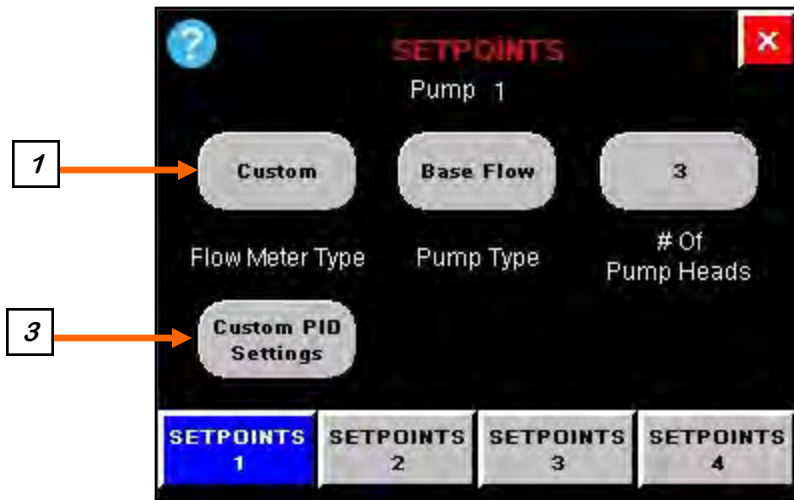 ?
SETPOINTS
×
Pump 1
1
Custom
Base Flow
3
Flow Meter Type
Pump Type
# Of
Pump Heads
3
Custom PID
Settings
SETPOINTS
1
SETPOINTS
2
SETPOINTS
3
SETPOINTS
4